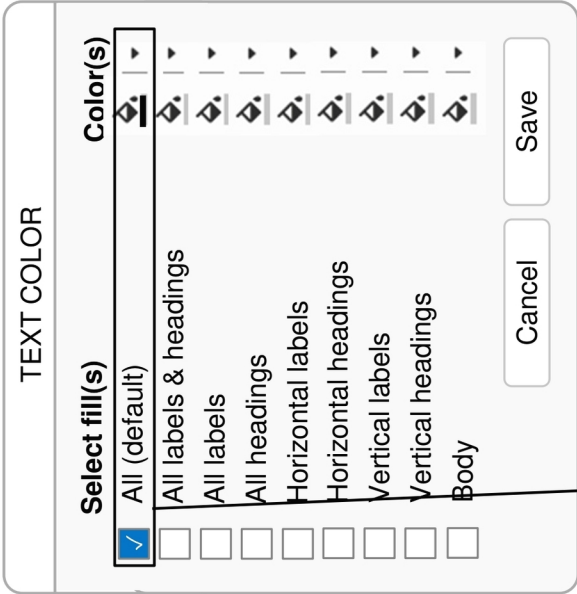 TEXT COLOR
Select fill(s) Color(s)
All (default)
All labels & headings
All labels
All headings
Horizontal labels
Horizontal headings
Vertical labels
Vertical headings
Body
Cancel Save